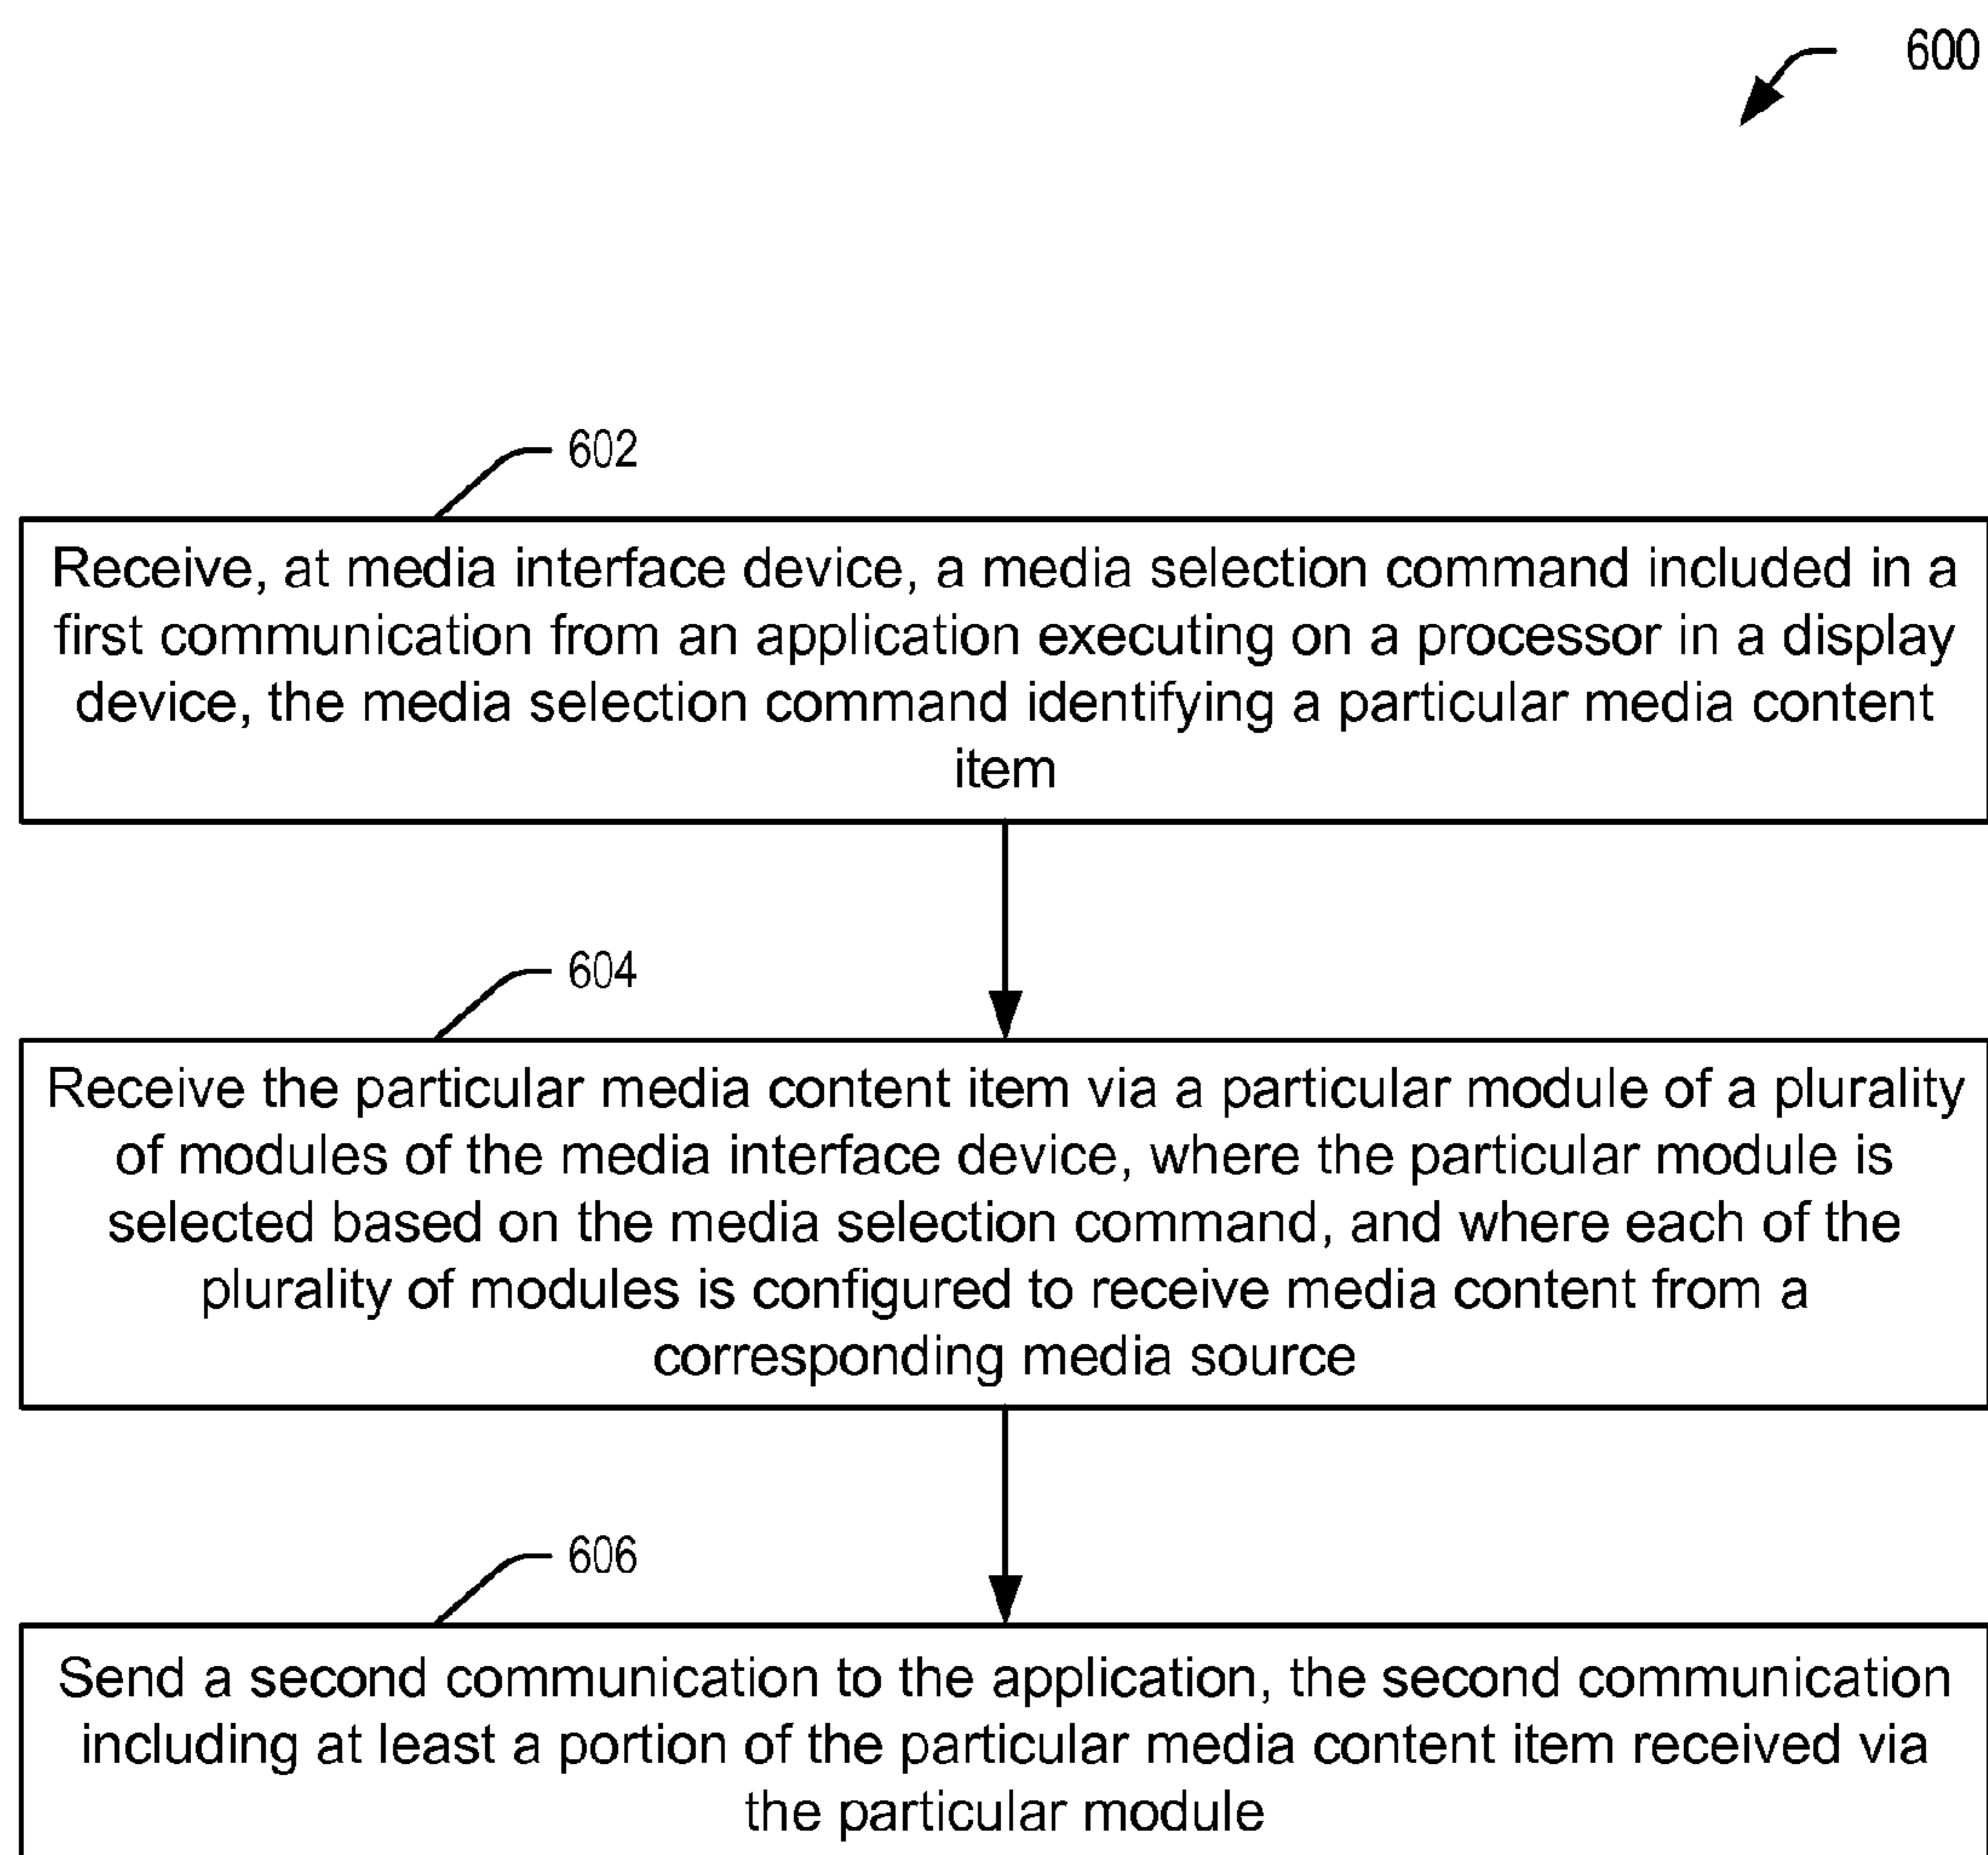 600
602
Receive, at media interface device, a media selection command included in a
first communication from an application executing on a processor in a display
device, the media selection command identifying a particular media content
item
604
Receive the particular media content item via a particular module of a plurality
of modules of the media interface device, where the particular module is
selected based on the media selection command, and where each of the
plurality of modules is configured to receive media content from a
corresponding media source
606
Send a second communication to the application, the second communication
including at least a portion of the particular media content item received via
the particular module